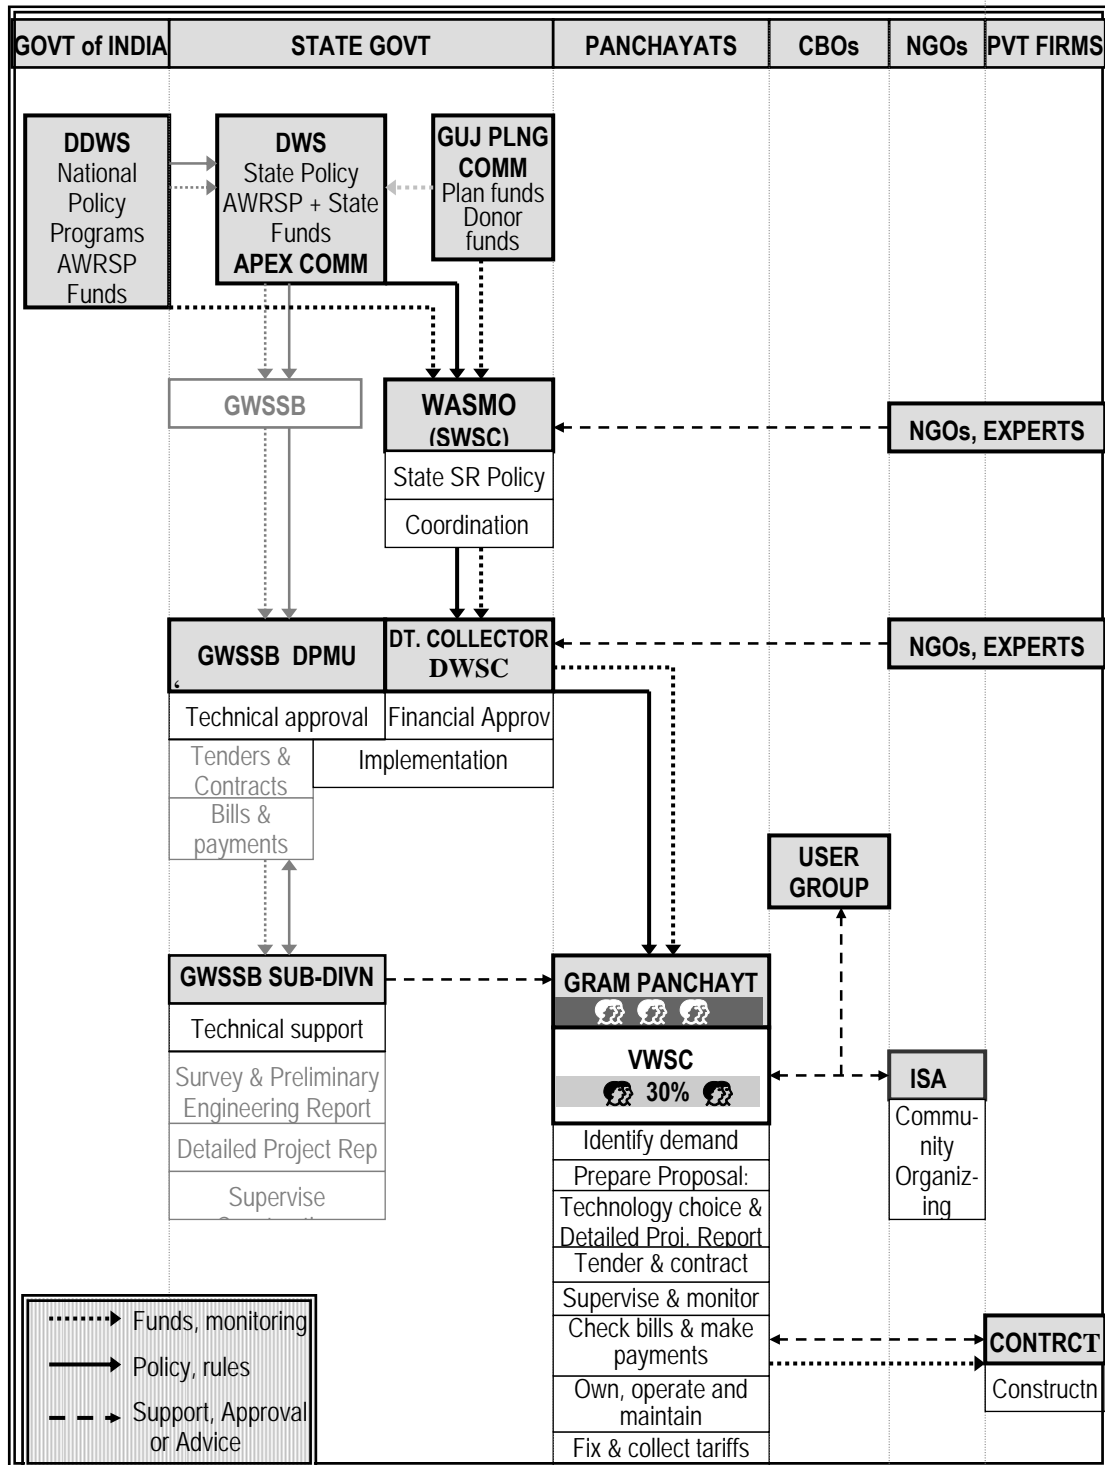 GOVT of INDIA
STATE GOVT
PANCHAYATS
CBOs
NGOs
PVT FIRMS
DDWS
National
Policy
Programs
AWRSP
Funds
DWS
State Policy
AWRSP + State
Funds
APEX COMM
GUJ PLNG
COMM
Plan funds
Donor
funds
GWSSB
WASMO
(SWSC)
State SR Policy
Coordination
NGOs, EXPERTS
GWSSB DPMU
‘
DT. COLLECTOR
DWSC
NGOs, EXPERTS
Technical approval
Financial Approv
Tenders &
Contracts
Implementation
Bills &
payments
USER
GROUP
GWSSB SUB-DIVN
Technical support
Survey & Preliminary
Engineering Report
Detailed Project Rep
Supervise
GRAM PANCHAYT
VWSC
30%
Identify demand
Prepare Proposal:
Technology choice &
Detailed Proj. Report
Tender & contract
Supervise & monitor
Check bills & make
payments
Own, operate and
maintain
Fix & collect tariffs
ISA
Commu-
nity
Organiz-
ing
CONTRCT
Constructn
Funds, monitoring
Policy, rules
Support, Approval
or Advice